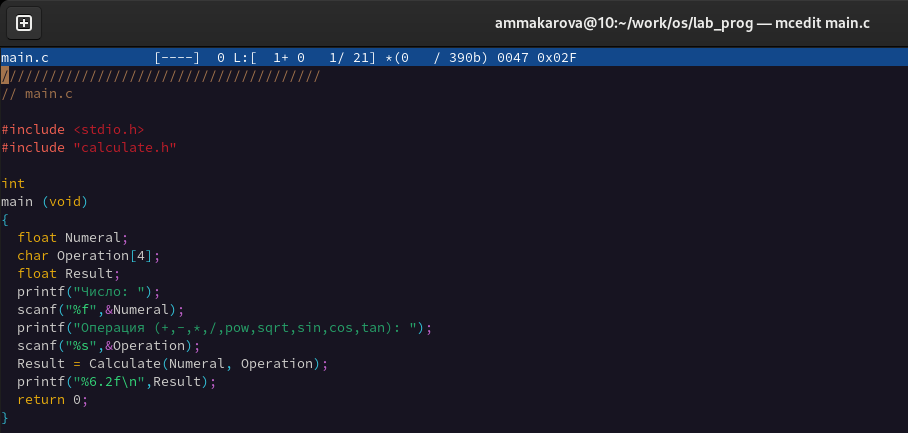 ammakarova@10:~/work/os/lab_prog — mcedit main.c
main.c             [----]  0 L:[  1+ 0   1/ 21] *(0   / 390b) 0047 0x02F
////////////////////////////////////////
// main.c
#include <stdio.h>
#include "calculate.h"
int
main (void)
{
  float Numeral;
  char Operation[4];
  float Result;
  printf("Число: ");
  scanf("%f",&Numeral);
  printf("Операция (+,-,*,/,pow,sqrt,sin,cos,tan): ");
  scanf("%s",&Operation);
  Result = Calculate(Numeral, Operation);
  printf("%6.2f\n",Result);
  return 0;
}